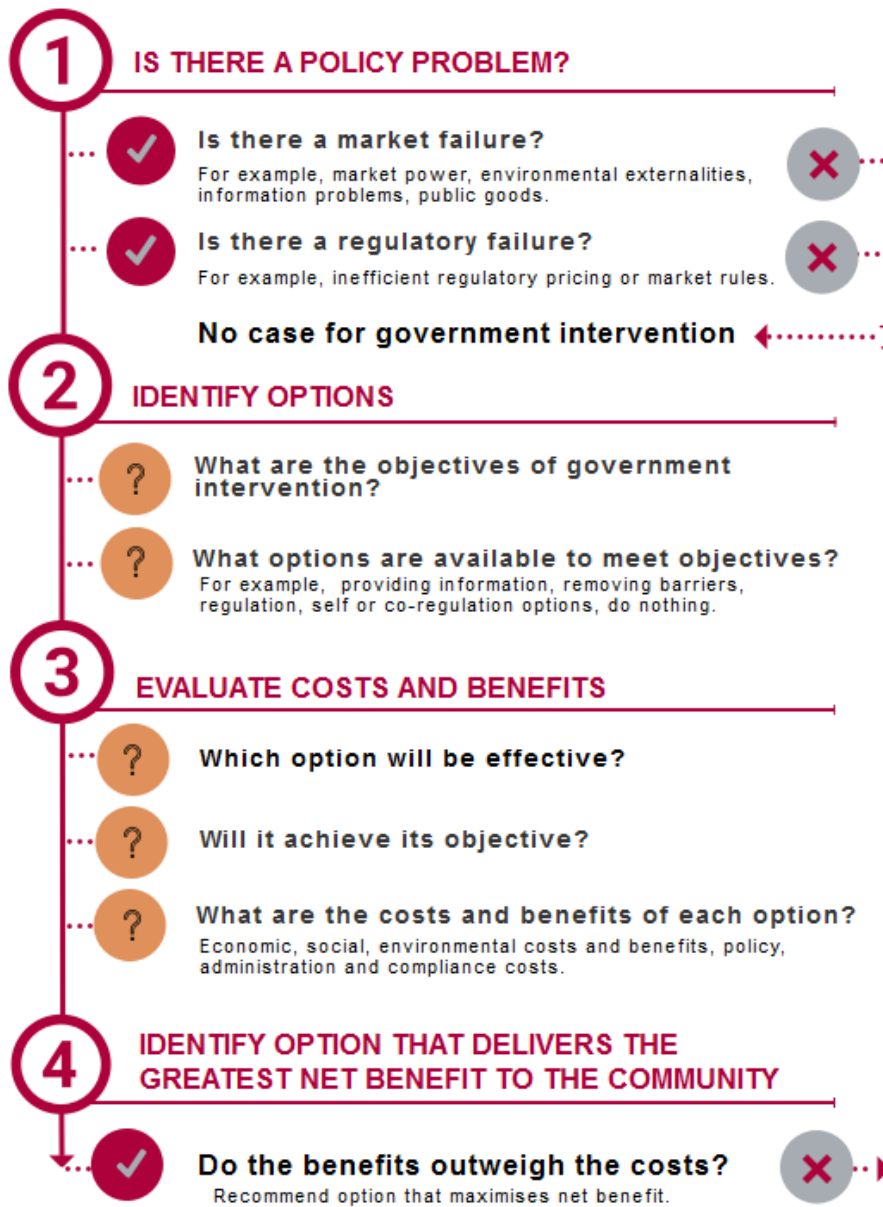 1
IS THERE A POLICY PROBLEM?
Is there a market failure?
For example, market power, environmental externalities,
information problems, public goods.
Is there a regulatory failure?
For example, inefficient regulatory pricing or market rules.
No case for government intervention
2
IDENTIFY OPTIONS
?
What are the objectives of government
intervention?
?
What options are available to meet objectives?
For example, providing information, removing barriers,
regulation, self or co-regulation options, do nothing.
3
EVALUATE COSTS AND BENEFITS
?
Which option will be effective?
?
Will it achieve its objective?
?
What are the costs and benefits of each option?
Economic, social, environmental costs and benefits, policy,
administration and compliance costs.
4
IDENTIFY OPTION THAT DELIVERS THE
GREATEST NET BENEFIT TO THE COMMUNITY
Do the benefits outweigh the costs?
Recommend option that maximises net benefit.